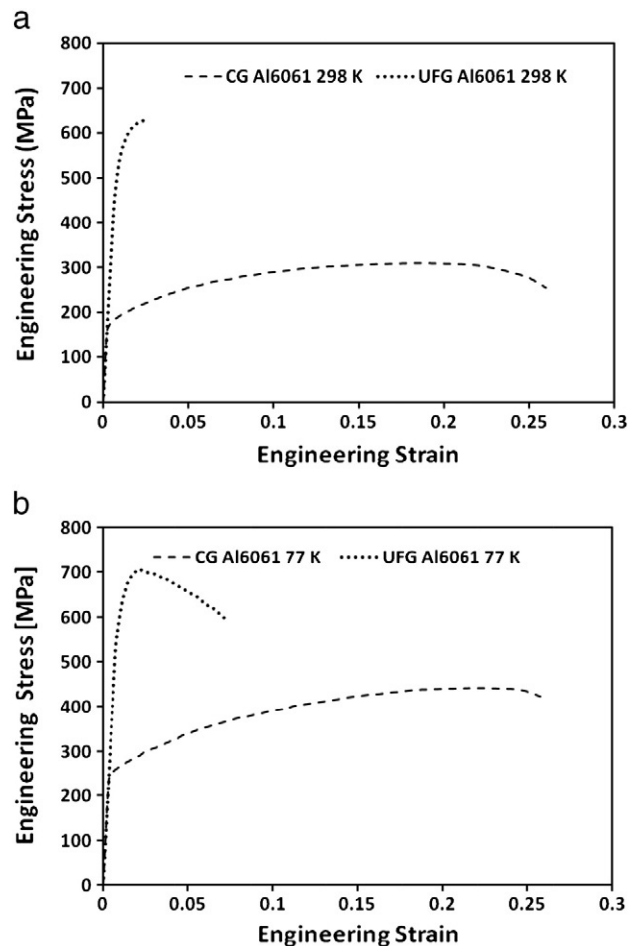 a
800
700
600
500
400
300
200
100
0
Engineering Stress (MPa)
CG Al6061 298 K UFG Al6061 298 K
0 0.05 0.1 0.15 0.2 0.25 0.3
Engineering Strain
b
800
700
600
500
400
300
200
100
0
Engineering Stress [MPa]
CG Al6061 77 K UFG Al6061 77 K
0 0.05 0.1 0.15 0.2 0.25 0.3
Engineering Strain